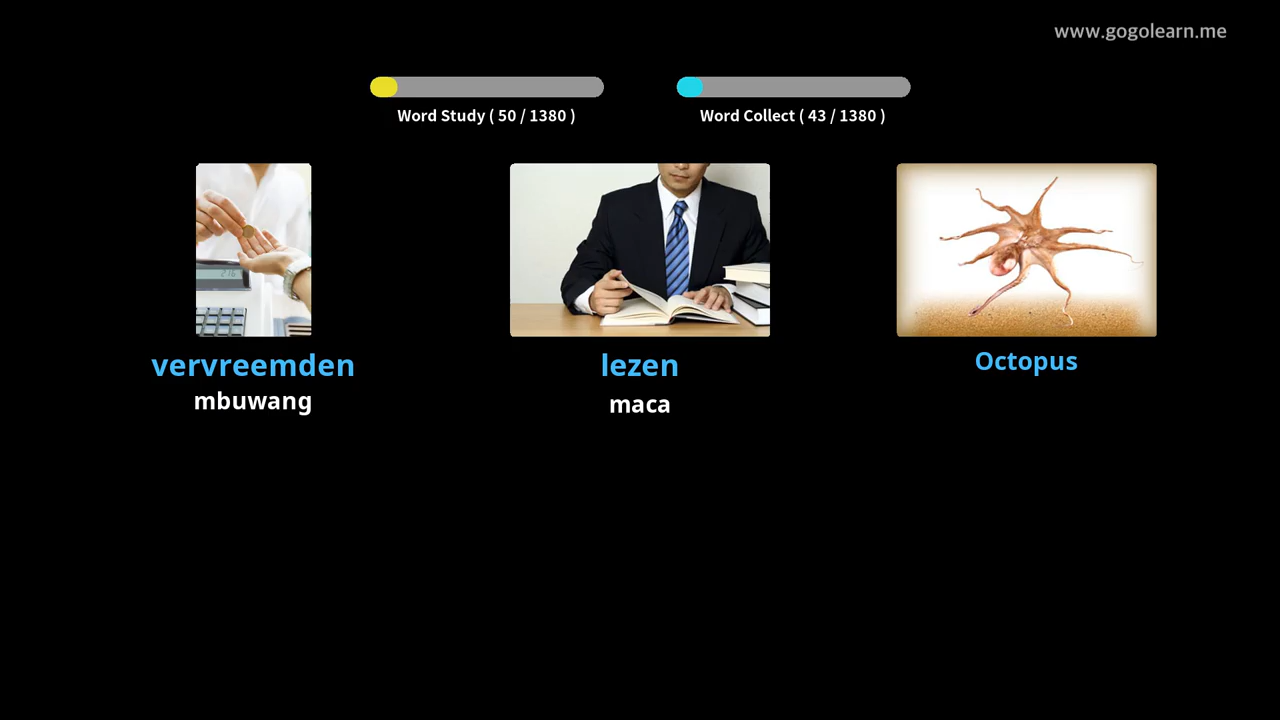 www.gogolearn.me
Word Study ( 50 / 1380 )
Word Collect ( 43 / 1380 )
vervreemden
mbuwang
lezen
maca
Octopus